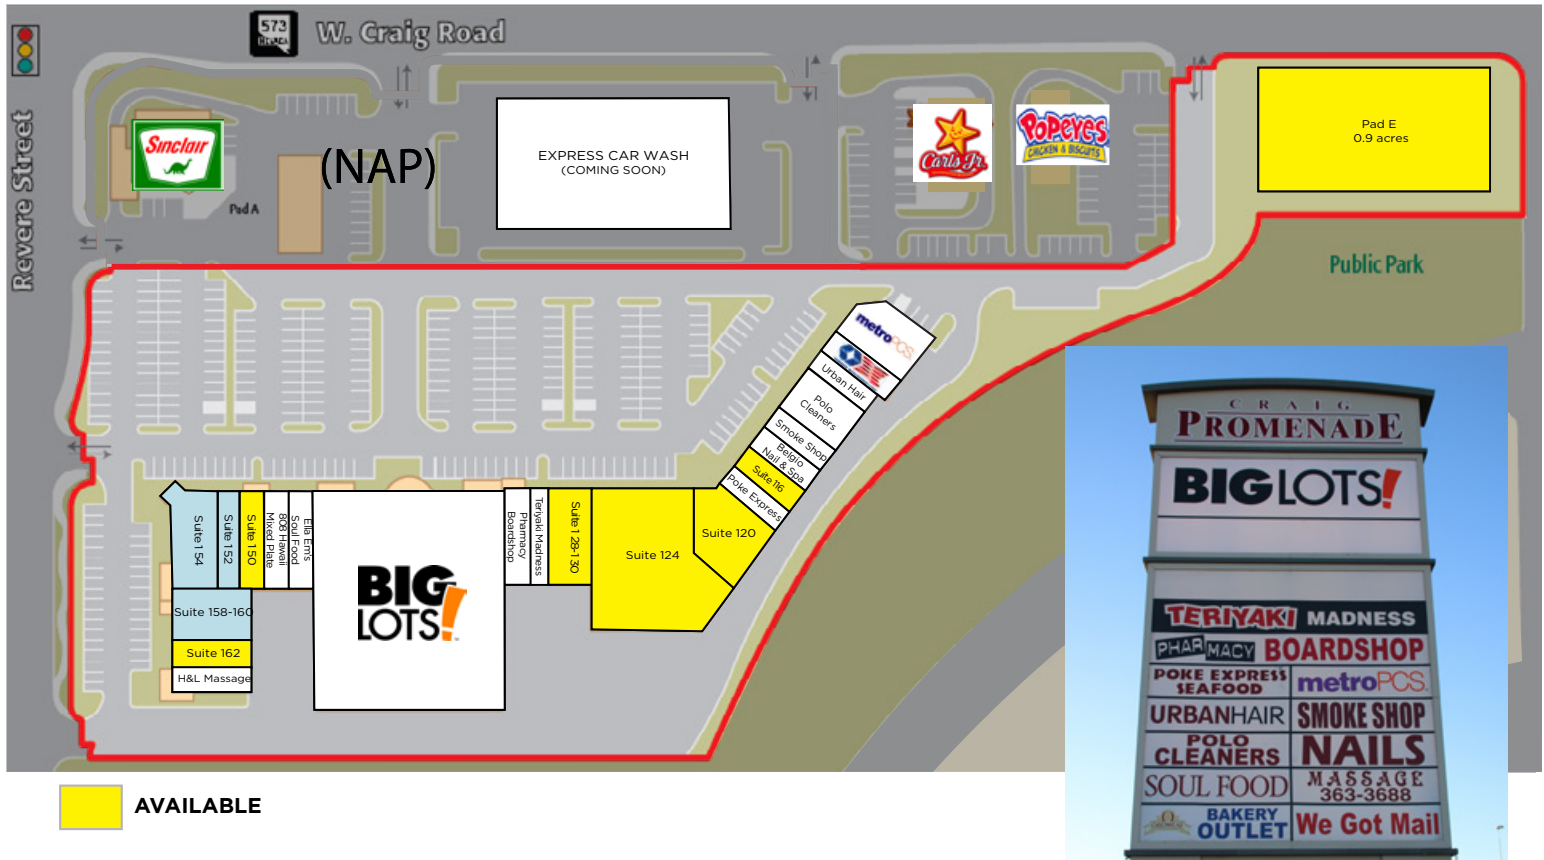 573
NEVADA
W. Craig Road
Revere Street
Sinclair
(NAP)
Pad A
EXPRESS CAR WASH
(COMING SOON)
Carl's Jr.
POPEYES
CHICKEN & BISCUITS
Pad E
0.9 acres
Public Park
metroPCS.
Urban Hair
Polo
Cleaners
Smoke Shop
Belgio
Nail & Spa
Suite 116
Poke Express
Suite 120
Suite 124
Suite 128-130
Teriyaki Madness
Pharmacy
Boardshop
BIG
LOTS!
Ella Em's
Soul Food
808 Hawaii
Mixed Plate
Suite 150
Suite 152
Suite 154
Suite 158-160
Suite 162
H&L Massage
AVAILABLE
CRAIG
PROMENADE
BIGLOTS!
TERIYAKI MADNESS
PHARMACY BOARDSHOP
POKE EXPRESS
SEAFOOD
metroPCS.
URBANHAIR
SMOKE SHOP
POLO
CLEANERS
NAILS
SOUL FOOD
MASSAGE
363-3688
BAKERY
OUTLET
We Got Mail